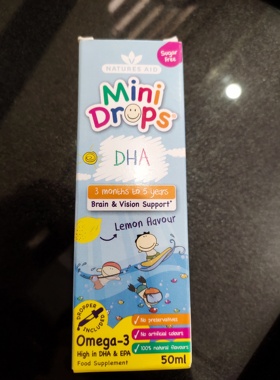 NATURES AID
Sugar
free
Mini
Drops
DHA
3 months to 5 years
Brain & Vision Support*
Lemon flavour
DROPPER
INCLUDED
No preservatives
No artificial colours
100% natural flavours
Omega-3
High in DHA & EPA
Food Supplement
50ml